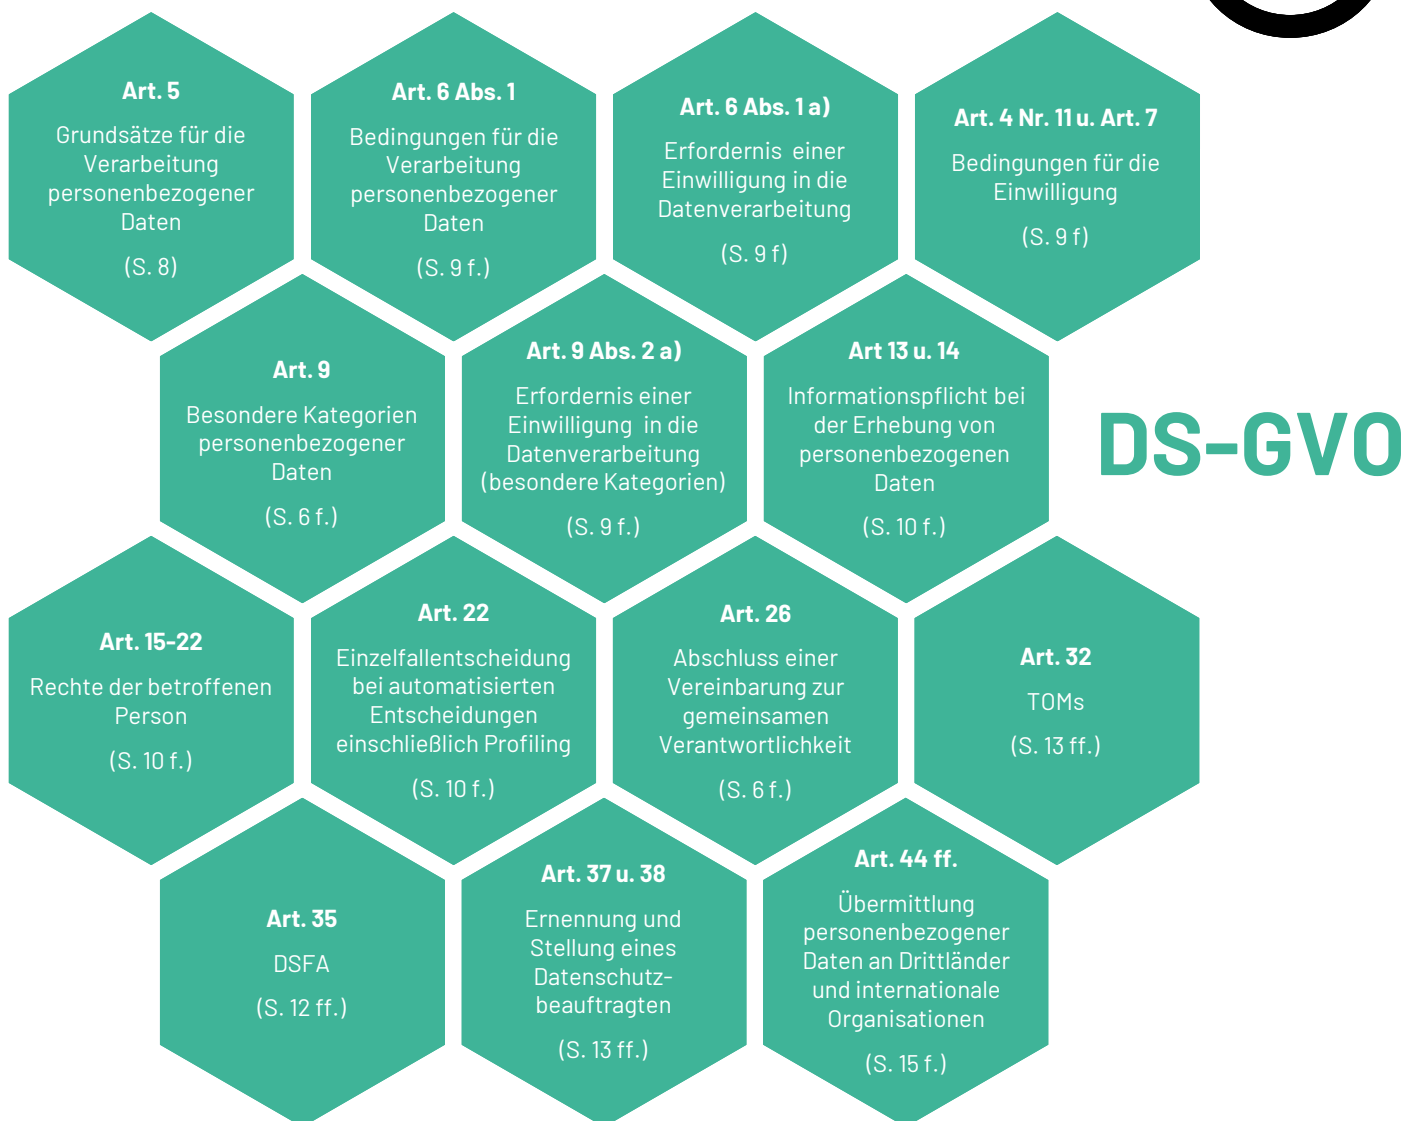 Art. 5
Grundsätze für die
Verarbeitung
personenbezogener
Daten
(S. 8)
Art. 6 Abs. 1
Bedingungen für die
Verarbeitung
personenbezogener
Daten
(S. 9 f.)
Art. 6 Abs. 1 a)
Erfordernis einer
Einwilligung in die
Datenverarbeitung
(S. 9 f)
Art. 4 Nr. 11 u. Art. 7
Bedingungen für die
Einwilligung
(S. 9 f)
Art. 9
Besondere Kategorien
personenbezogener
Daten
(S. 6 f.)
Art. 9 Abs. 2 a)
Erfordernis einer
Einwilligung in die
Datenverarbeitung
(besondere Kategorien)
(S. 9 f.)
Art 13 u. 14
Informationspflicht bei
der Erhebung von
personenbezogenen
Daten
(S. 10 f.)
DS-GVO
Art. 15-22
Rechte der betroffenen
Person
(S. 10 f.)
Art. 22
Einzelfallentscheidung
bei automatisierten
Entscheidungen
einschließlich Profiling
(S. 10 f.)
Art. 26
Abschluss einer
Vereinbarung zur
gemeinsamen
Verantwortlichkeit
(S. 6 f.)
Art. 32
TOMs
(S. 13 ff.)
Art. 35
DSFA
(S. 12 ff.)
Art. 37 u. 38
Ernennung und
Stellung eines
Datenschutz-
beauftragten
(S. 13 ff.)
Art. 44 ff.
Übermittlung
personenbezogener
Daten an Drittländer
und internationale
Organisationen
(S. 15 f.)